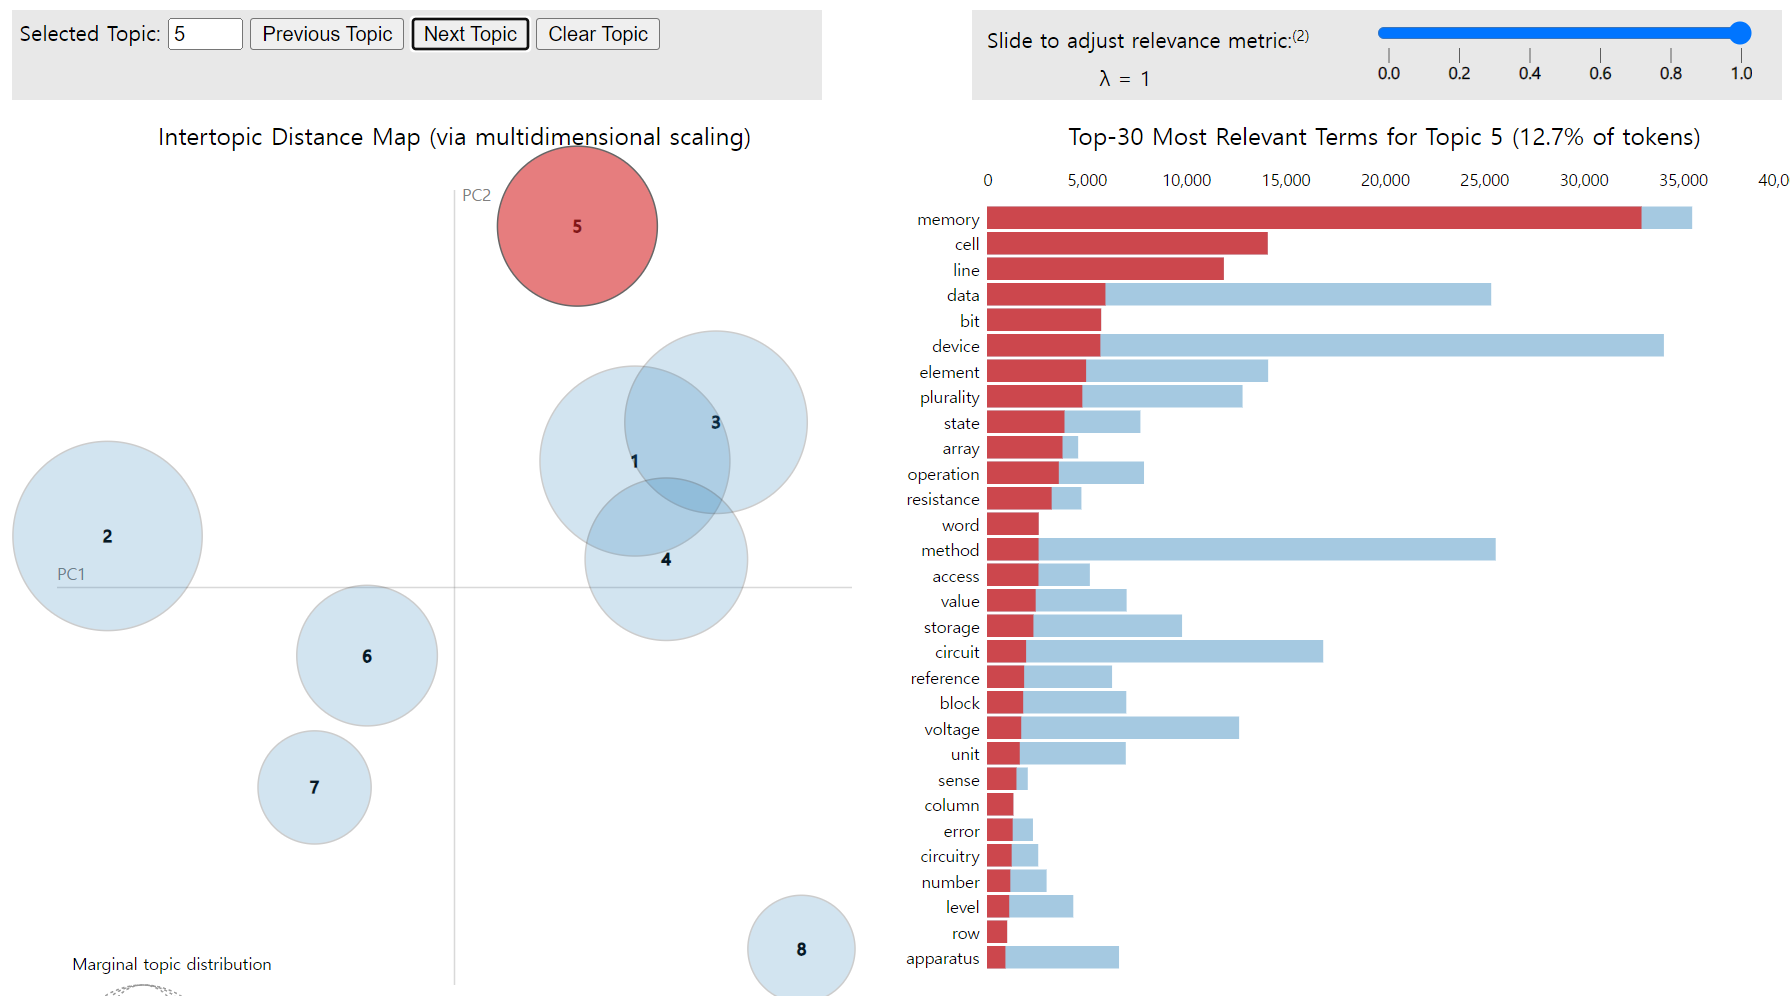 Selected Topic: 5 Previous Topic Next Topic Clear Topic
Slide to adjust relevance metric:(2)
λ = 1
0.0 0.2 0.4 0.6 0.8 1.0
Intertopic Distance Map (via multidimensional scaling)
PC2
5
3
1
2
4
PC1
6
7
8
Marginal topic distribution
Top-30 Most Relevant Terms for Topic 5 (12.7% of tokens)
0 5,000 10,000 15,000 20,000 25,000 30,000 35,000 40,0
memory
cell
line
data
bit
device
element
plurality
state
array
operation
resistance
word
method
access
value
storage
circuit
reference
block
voltage
unit
sense
column
error
circuitry
number
level
row
apparatus